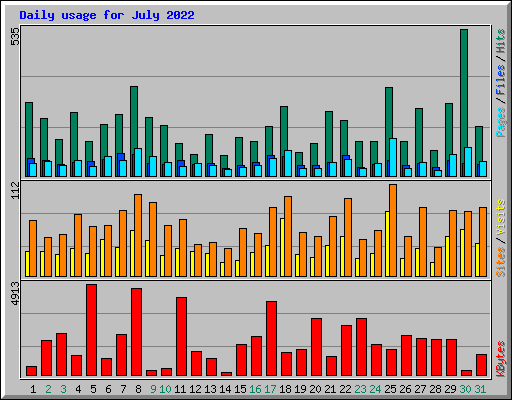 Daily usage for July 2022
535
Pages / Files / Hits
112
Sites / Visits
4913
KBytes
1 2 3 4 5 6 7 8 9 10 11 12 13 14 15 16 17 18 19 20 21 22 23 24 25 26 27 28 29 30 31